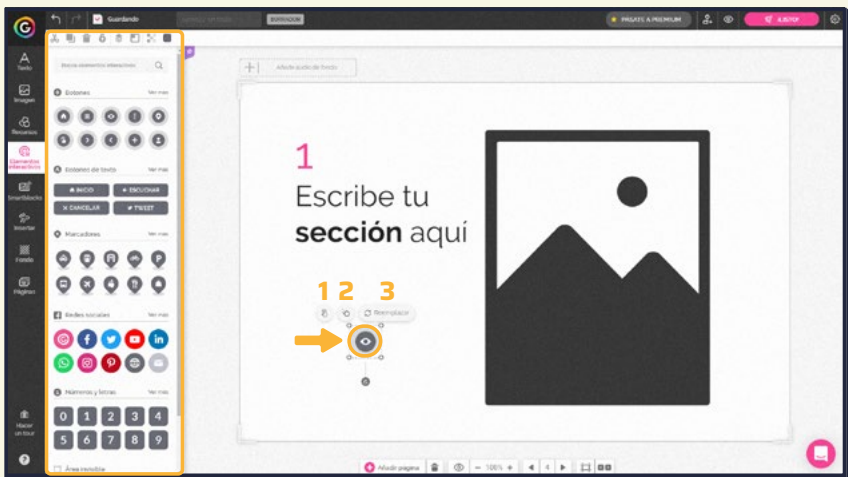 Guardando
BORRADOR
PÁSATE A PREMIUM
Añade audio de fondo
Texto
Imagen
Recursos
Elementos interactivos
Smartblocks
Insertar
Fondo
Páginas
Hacer un tour
Busca elementos interactivos
Botones Ver más
Botones de texto Ver más
INICIO + ESCUCHAR
× CANCELAR TWEET
Marcadores Ver más
Redes sociales Ver más
Números y letras Ver más
0 1 2 3 4
5 6 7 8 9
Área invisible
1
Escribe tu
sección aquí
1 2 3
Reemplazar
Añadir página - 100% +